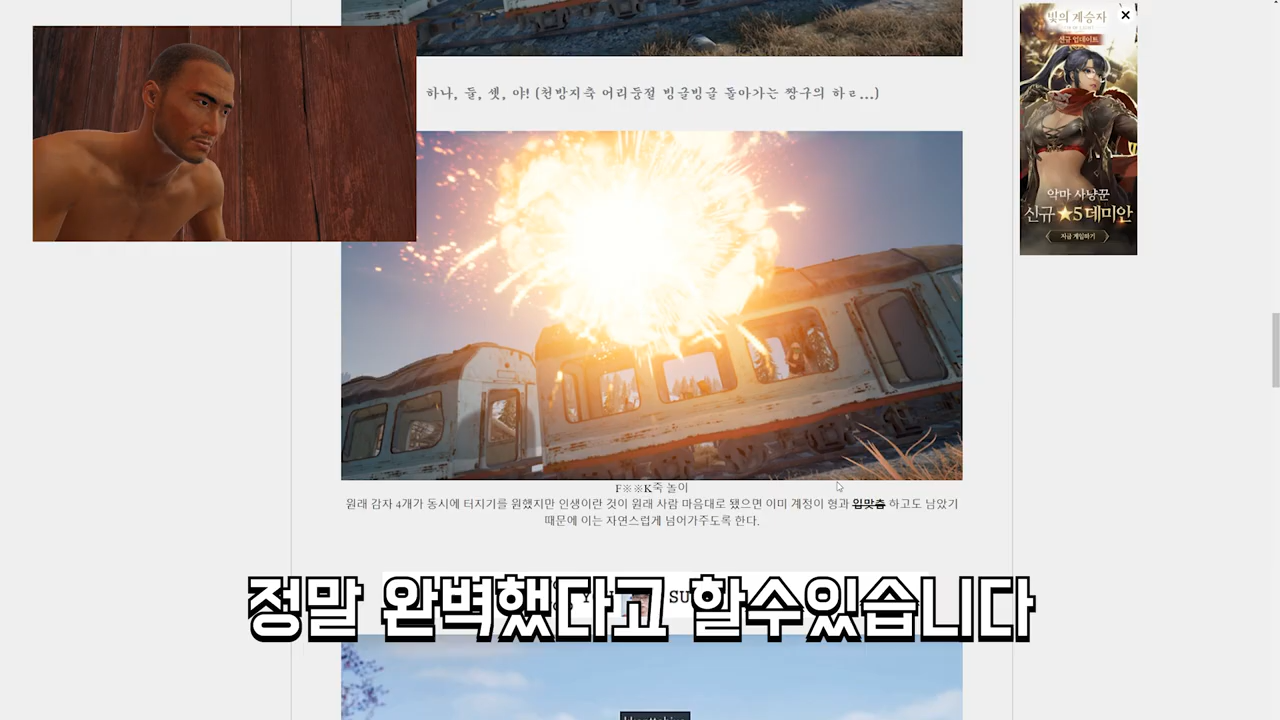 하나, 둘, 셋, 야! (천방지축 어리둥절 빙글빙글 돌아가는 짱구의 하ㄹ...)
빛의 계승자
신규 업데이트
악마 사냥꾼
신규 ★5 데미안
지금 게임하기
F※※K죽 놀이
원래 감자 4개가 동시에 터지기를 원했지만 인생이란 것이 원래 사람 마음대로 됐으면 이미 계정이 형과 입맞춤 하고도 남았기
때문에 이는 자연스럽게 넘어가주도록 한다.
정말 완벽했다고 할수있습니다